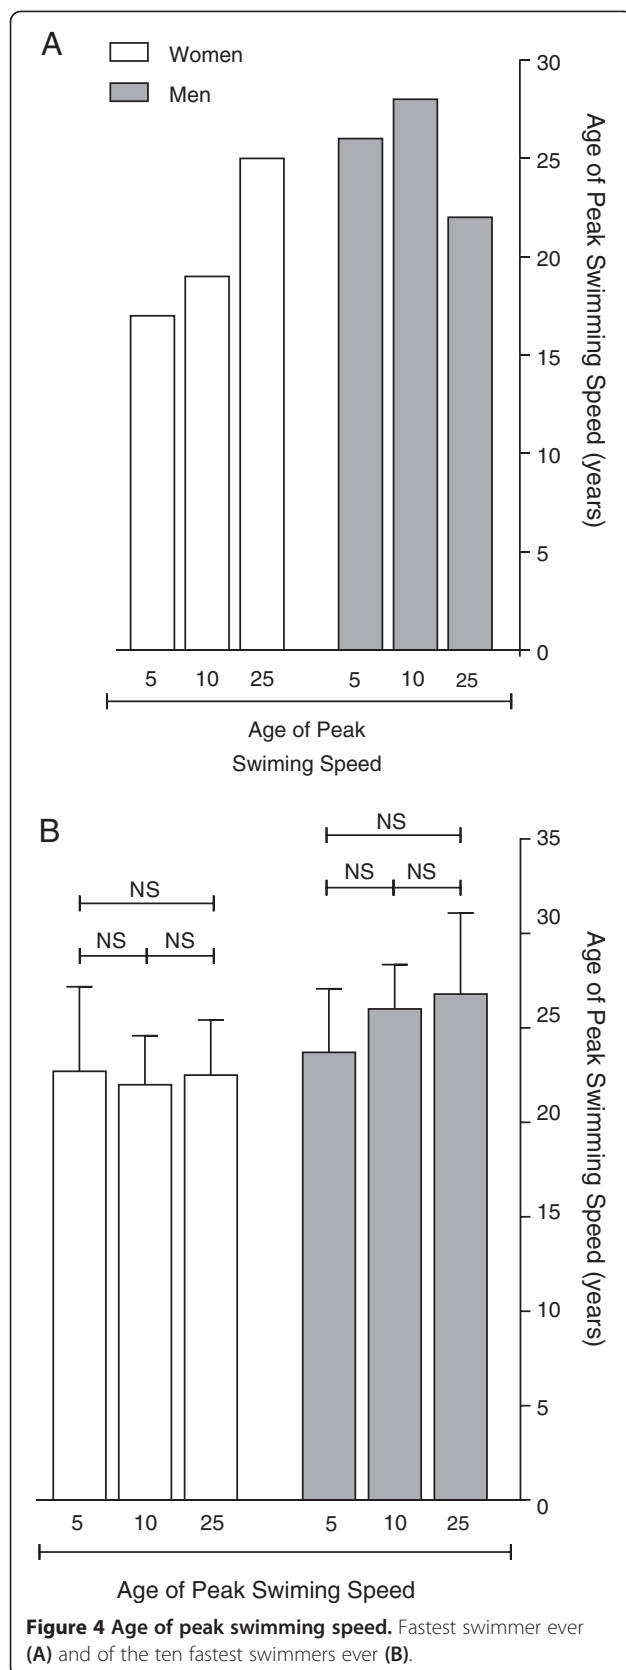 A
Women
Men
30
25
20
15
10
5
0
Age of Peak Swimming Speed (years)
5 10 25 5 10 25
Age of Peak
Swiming Speed
B
NS
NS NS
NS
NS NS
35
30
25
20
15
10
5
0
Age of Peak Swimming Speed (years)
5 10 25 5 10 25
Age of Peak Swiming Speed
Figure 4 Age of peak swimming speed. Fastest swimmer ever
(A) and of the ten fastest swimmers ever (B).